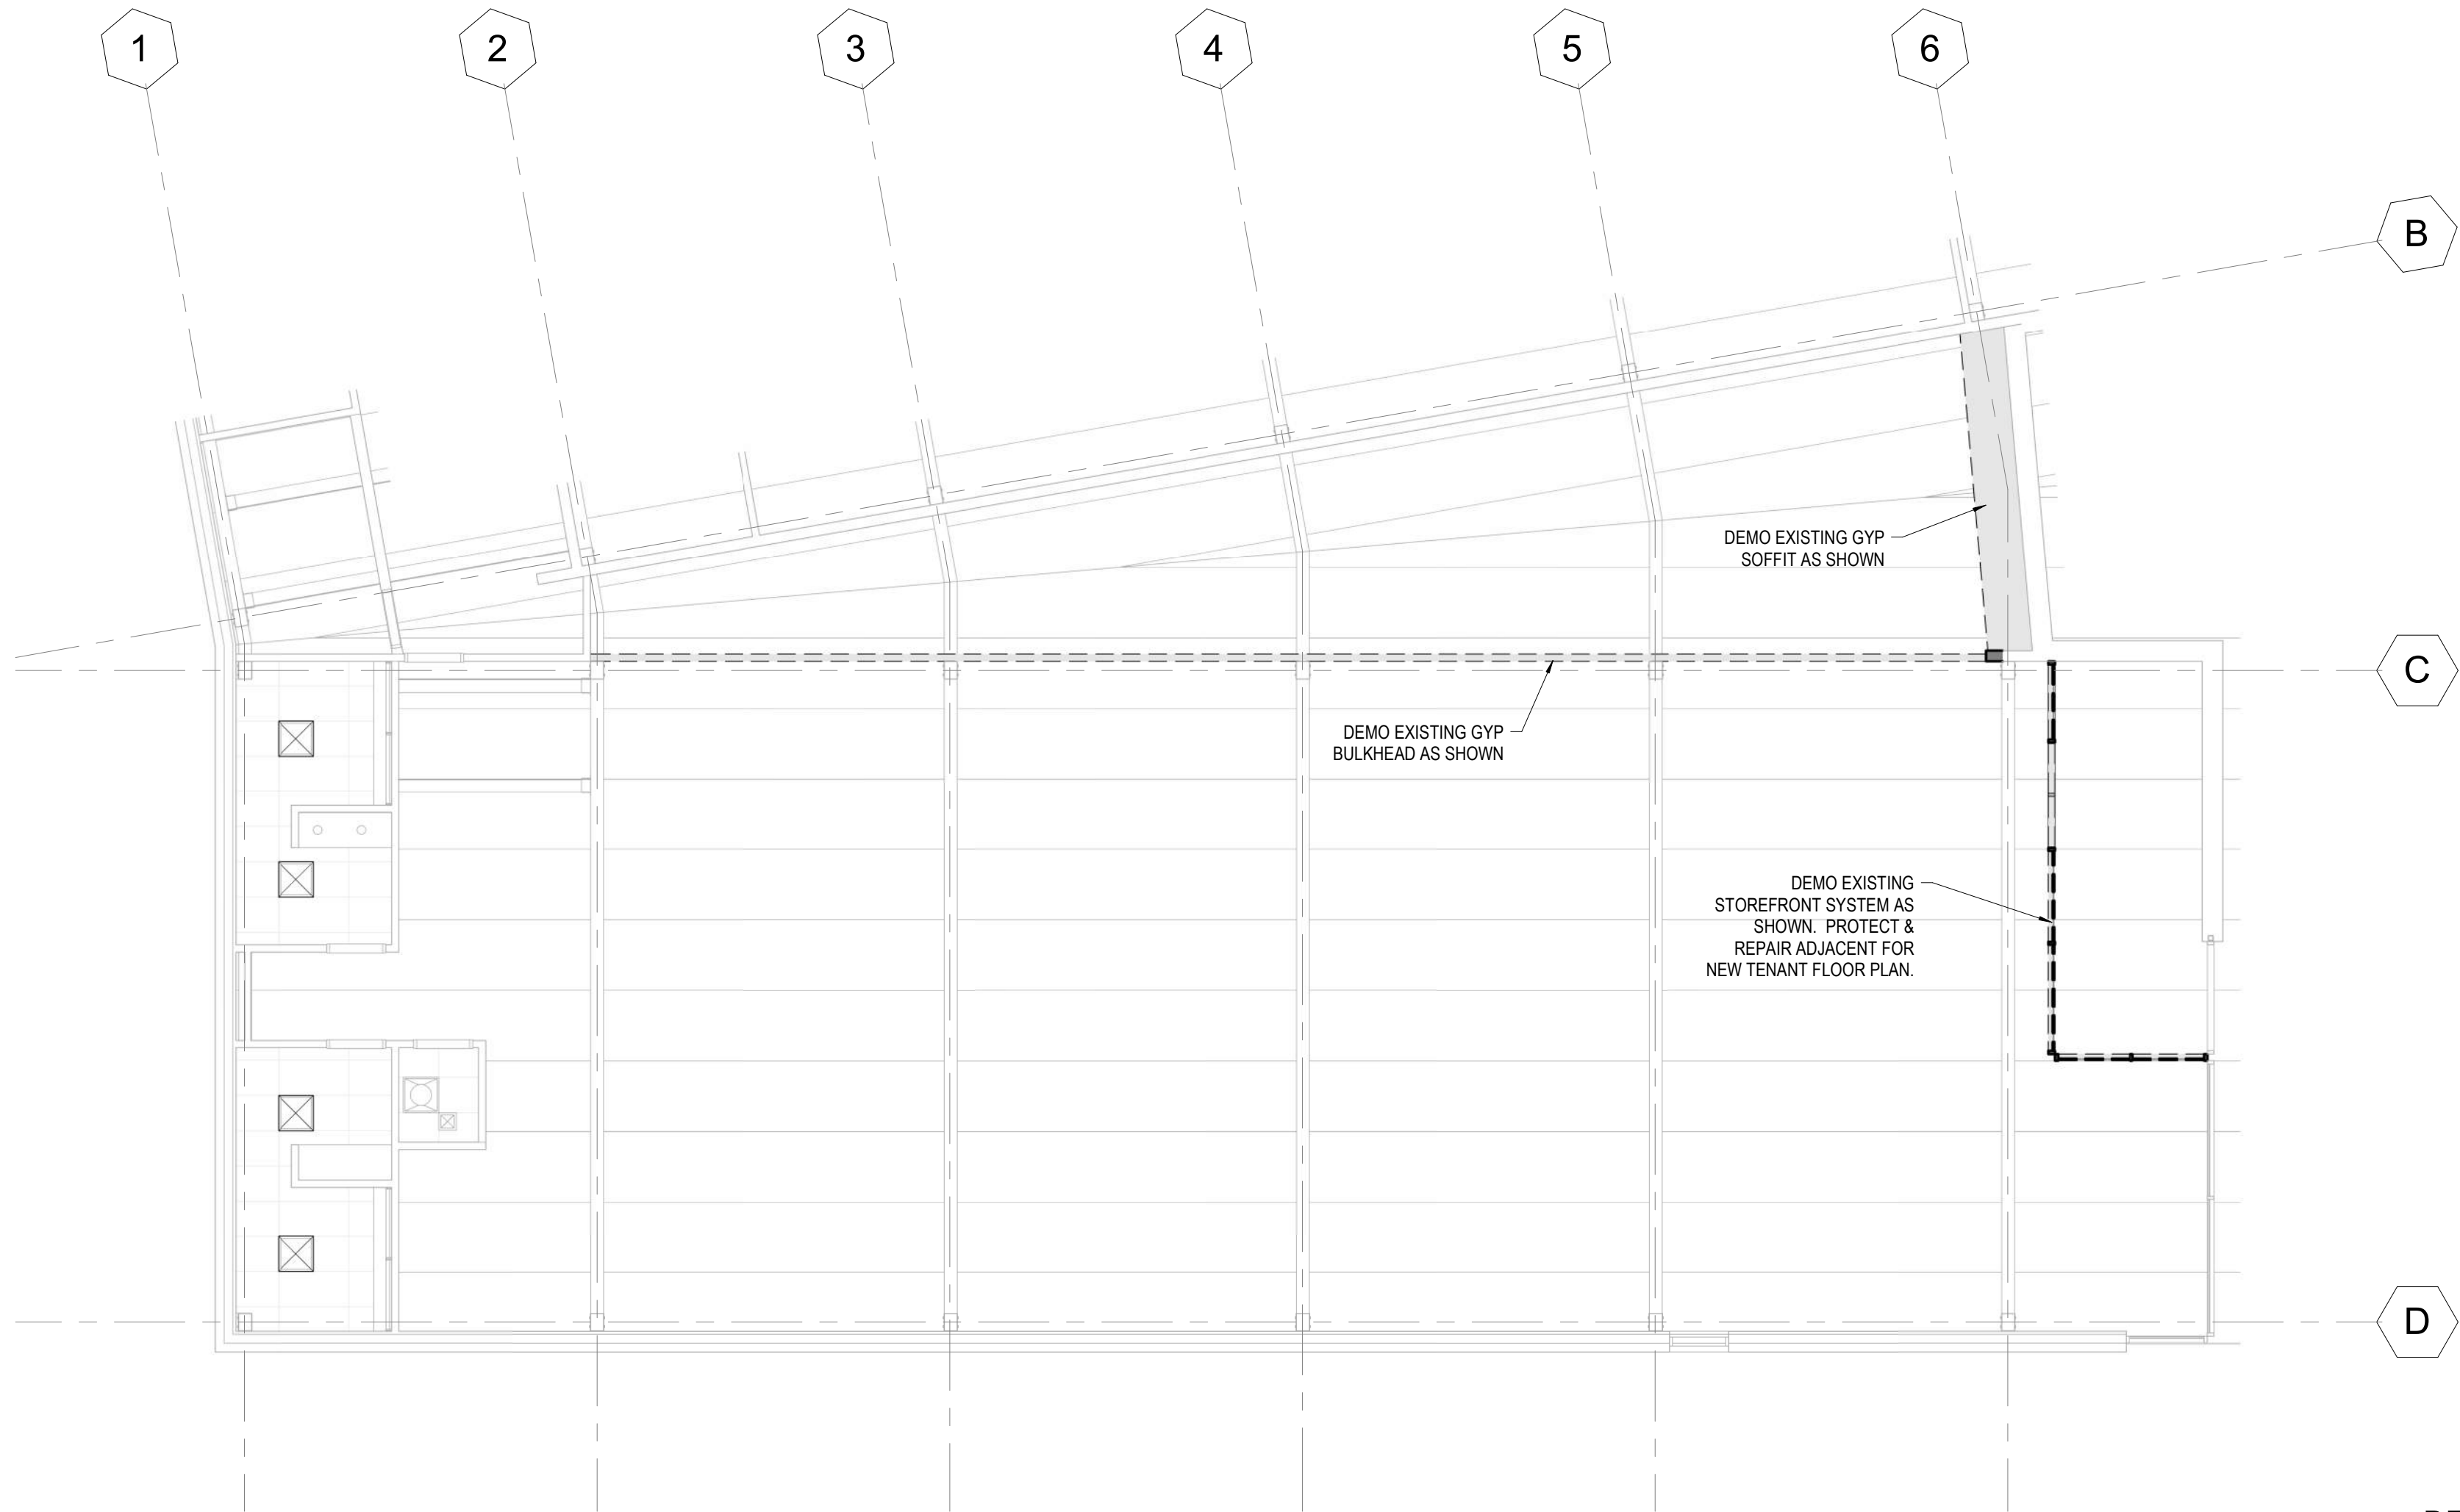 1
2
3
4
5
6
B
DEMO EXISTING GYP
SOFFIT AS SHOWN
C
DEMO EXISTING GYP
BULKHEAD AS SHOWN
DEMO EXISTING
STOREFRONT SYSTEM AS
SHOWN. PROTECT &
REPAIR ADJACENT FOR
NEW TENANT FLOOR PLAN.
D